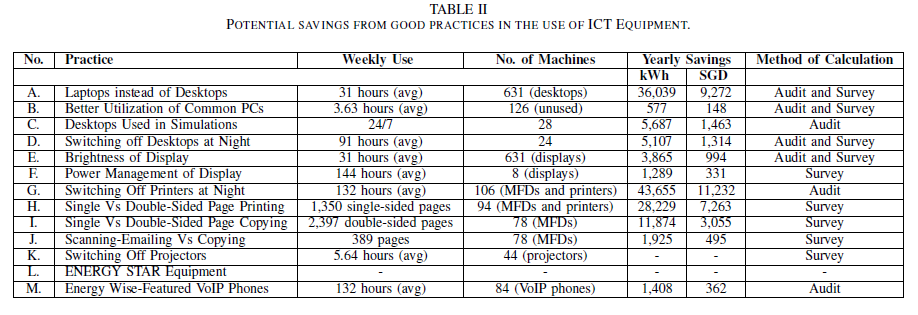 TABLE II
POTENTIAL SAVINGS FROM GOOD PRACTICES IN THE USE OF ICT EQUIPMENT.
No. Practice Weekly Use No. of Machines Yearly Savings Method of Calculation
kWh SGD
A. Laptops instead of Desktops 31 hours (avg) 631 (desktops) 36,039 9,272 Audit and Survey
B. Better Utilization of Common PCs 3.63 hours (avg) 126 (unused) 577 148 Audit and Survey
C. Desktops Used in Simulations 24/7 28 5,687 1,463 Audit
D. Switching off Desktops at Night 91 hours (avg) 24 5,107 1,314 Audit and Survey
E. Brightness of Display 31 hours (avg) 631 (displays) 3,865 994 Audit and Survey
F. Power Management of Display 144 hours (avg) 8 (displays) 1,289 331 Survey
G. Switching Off Printers at Night 132 hours (avg) 106 (MFDs and printers) 43,655 11,232 Audit
H. Single Vs Double-Sided Page Printing 1,350 single-sided pages 94 (MFDs and printers) 28,229 7,263 Survey
I. Single Vs Double-Sided Page Copying 2,397 double-sided pages 78 (MFDs) 11,874 3,055 Survey
J. Scanning-Emailing Vs Copying 389 pages 78 (MFDs) 1,925 495 Survey
K. Switching Off Projectors 5.64 hours (avg) 44 (projectors) - - Survey
L. ENERGY STAR Equipment - - - - -
M. Energy Wise-Featured VoIP Phones 132 hours (avg) 84 (VoIP phones) 1,408 362 Audit